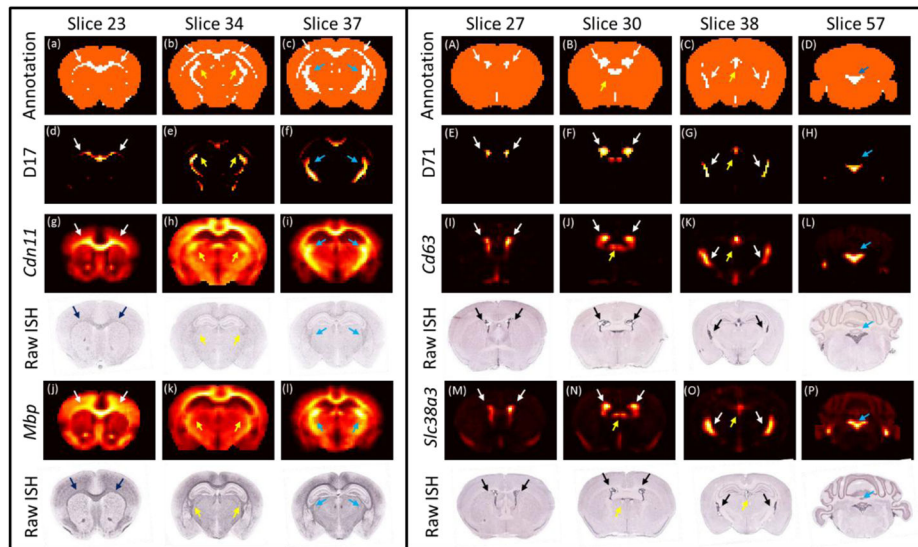 Slice 23 Slice 34 Slice 37
Annotation (a) (b) (c)
D17 (d) (e) (f)
Cdn11 (g) (h) (i)
Raw ISH
Mbp (j) (k) (l)
Raw ISH
Slice 27 Slice 30 Slice 38 Slice 57
Annotation (A) (B) (C) (D)
D71 (E) (F) (G) (H)
Cd63 (I) (J) (K) (L)
Raw ISH
Slc38a3 (M) (N) (O) (P)
Raw ISH